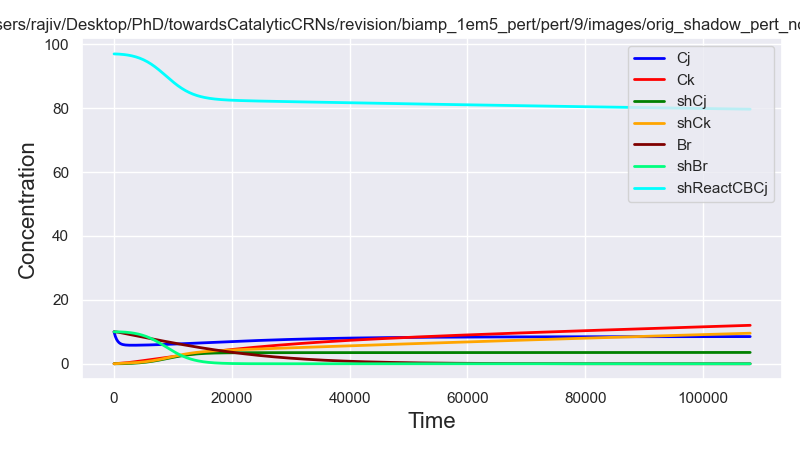 sers/rajiv/Desktop/PhD/towardsCatalyticCRNs/revision/biamp_1em5_pert/pert/9/images/orig_shadow_pert_no
100
80
60
40
20
0
Concentration
0
20000
40000
60000
80000
100000
Time
Cj
Ck
shCj
shCk
Br
shBr
shReactCBCj